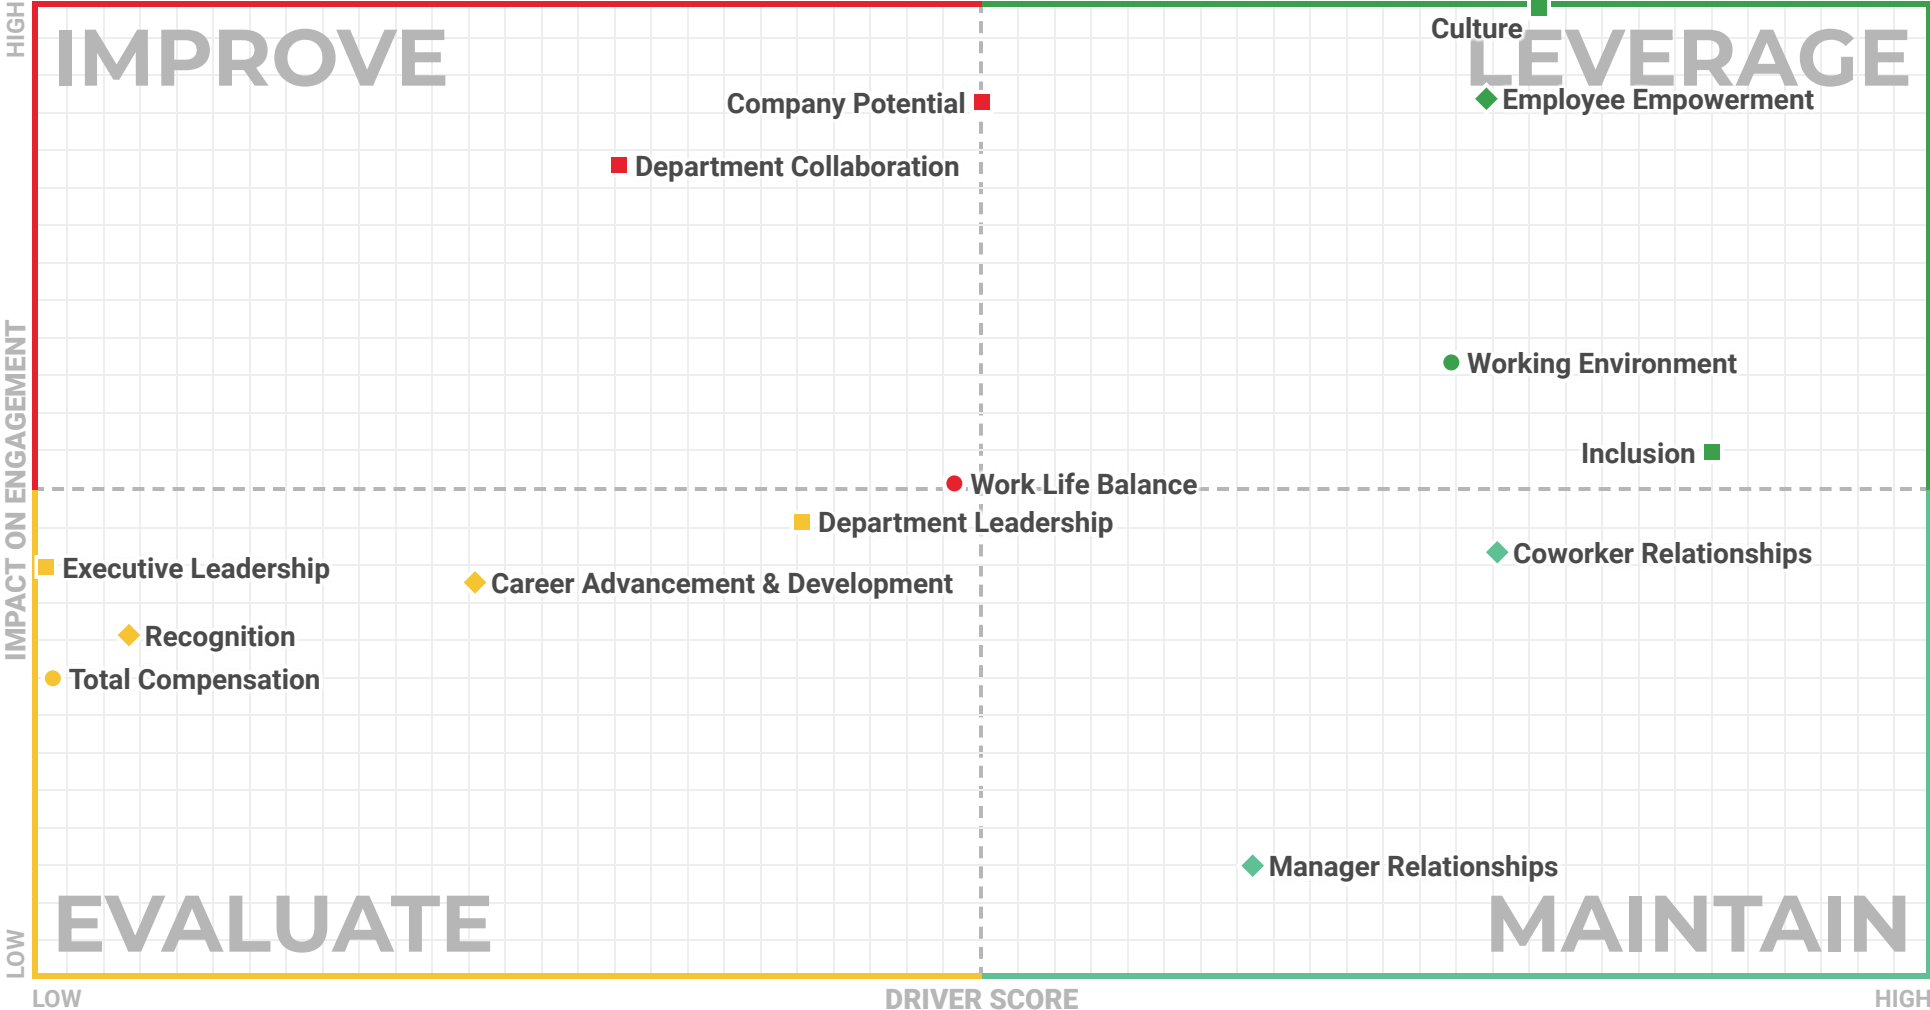 HIGH
IMPROVE
Culture
LEVERAGE
Company Potential
Employee Empowerment
Department Collaboration
IMPACT ON ENGAGEMENT
Working Environment
Inclusion
Work Life Balance
Department Leadership
Coworker Relationships
Executive Leadership
Career Advancement & Development
Recognition
Total Compensation
Manager Relationships
EVALUATE
MAINTAIN
LOW
LOW
DRIVER SCORE
HIGH